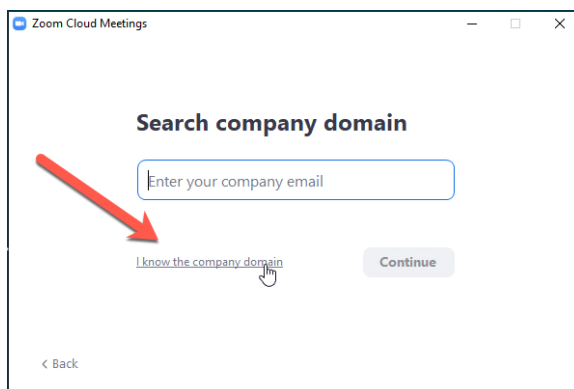 Zoom Cloud Meetings
Search company domain
Enter your company email
I know the company domain
Continue
< Back